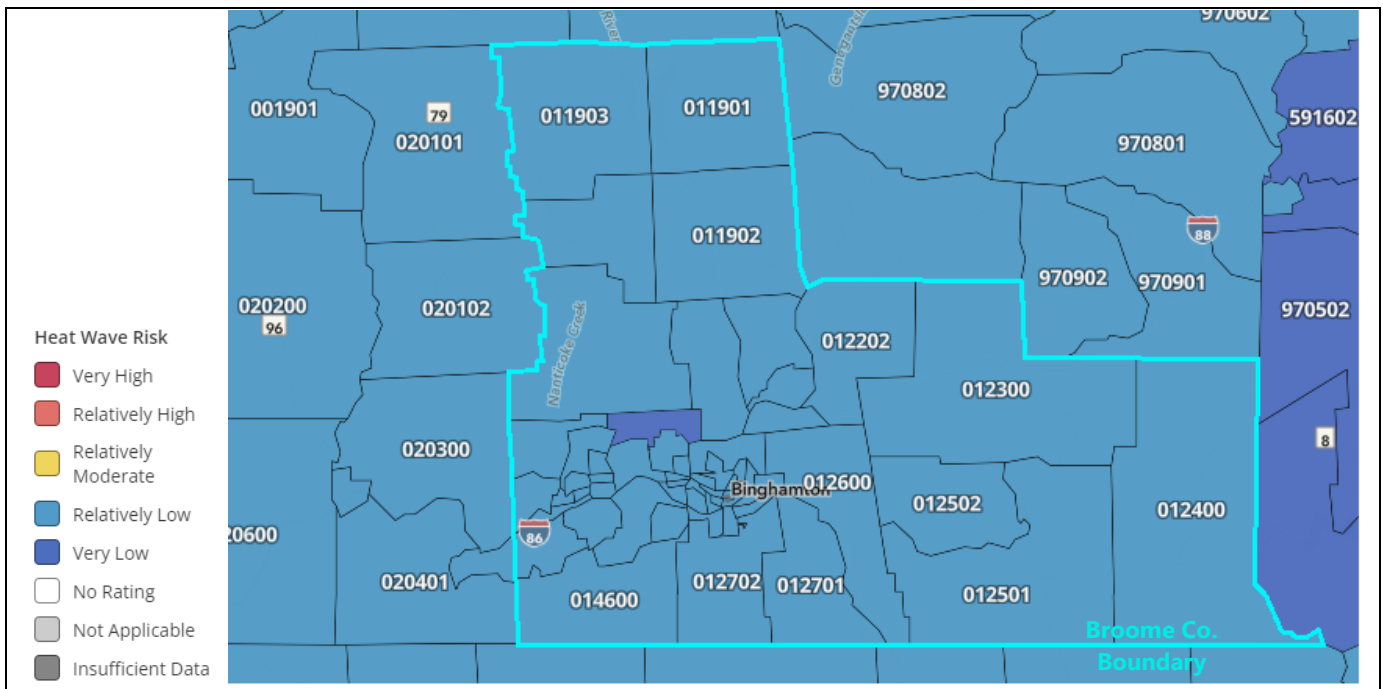 Heat Wave Risk
Very High
Relatively High
Relatively
Moderate
Relatively Low
Very Low
No Rating
Not Applicable
Insufficient Data
River
970602
001901
79
020101
011903
011901
970802
970801
591602
011902
88
020200
96
020102
Nanticoke Creek
012202
970902
970901
970502
012300
020300
8
Binghamton
012600
012502
012400
20600
86
020401
014600
012702
012701
012501
Broome Co.
Boundary